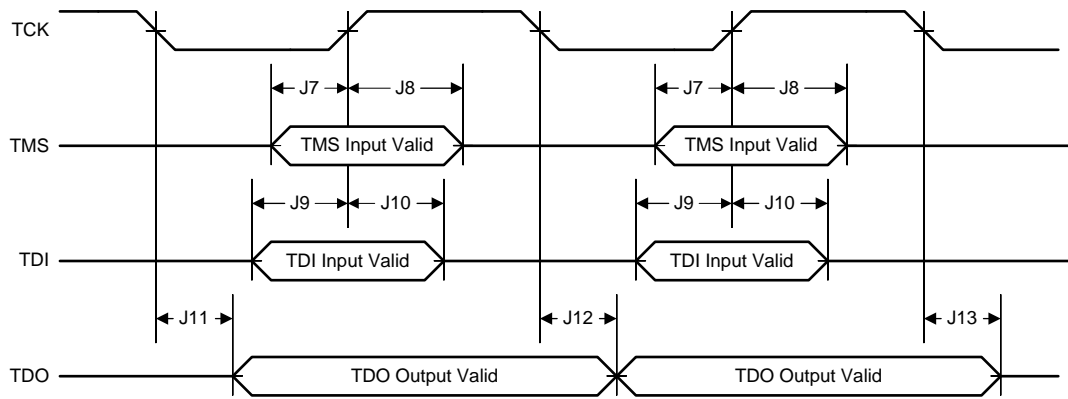 TCK
J7 J8 J7 J8
TMS TMS Input Valid TMS Input Valid
J9 J10 J9 J10
TDI TDI Input Valid TDI Input Valid
J11 J12 J13
TDO TDO Output Valid TDO Output Valid